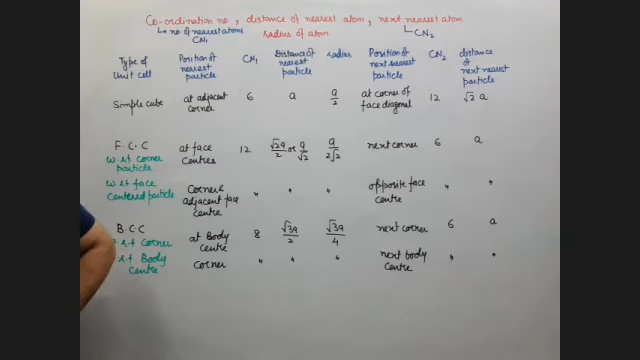 Co-ordination no, distance of nearest atom, next nearest atom
↳ no. of nearest atoms radius of atom ↳ CN2
CN1
Type of Unit cell Position of nearest particle CN1 Distance of nearest particle radius Position of next nearest particle CN2 distance of next nearest particle
Simple cube at adjacent corner 6 a a/2 at corner of face diagonal 12 √2 a
F.C.C at face centres 12 √2a/2 or a/√2 a/2√2 next corner 6 a
w.r.t corner particle
w.r.t face centered particle Corner & adjacent face centre " " " opposite face centre " "
B.C.C at Body centre 8 √3a/2 √3a/4 next corner 6 a
.r.t Corner
.r.t Body Centre corner " " " next body centre " "